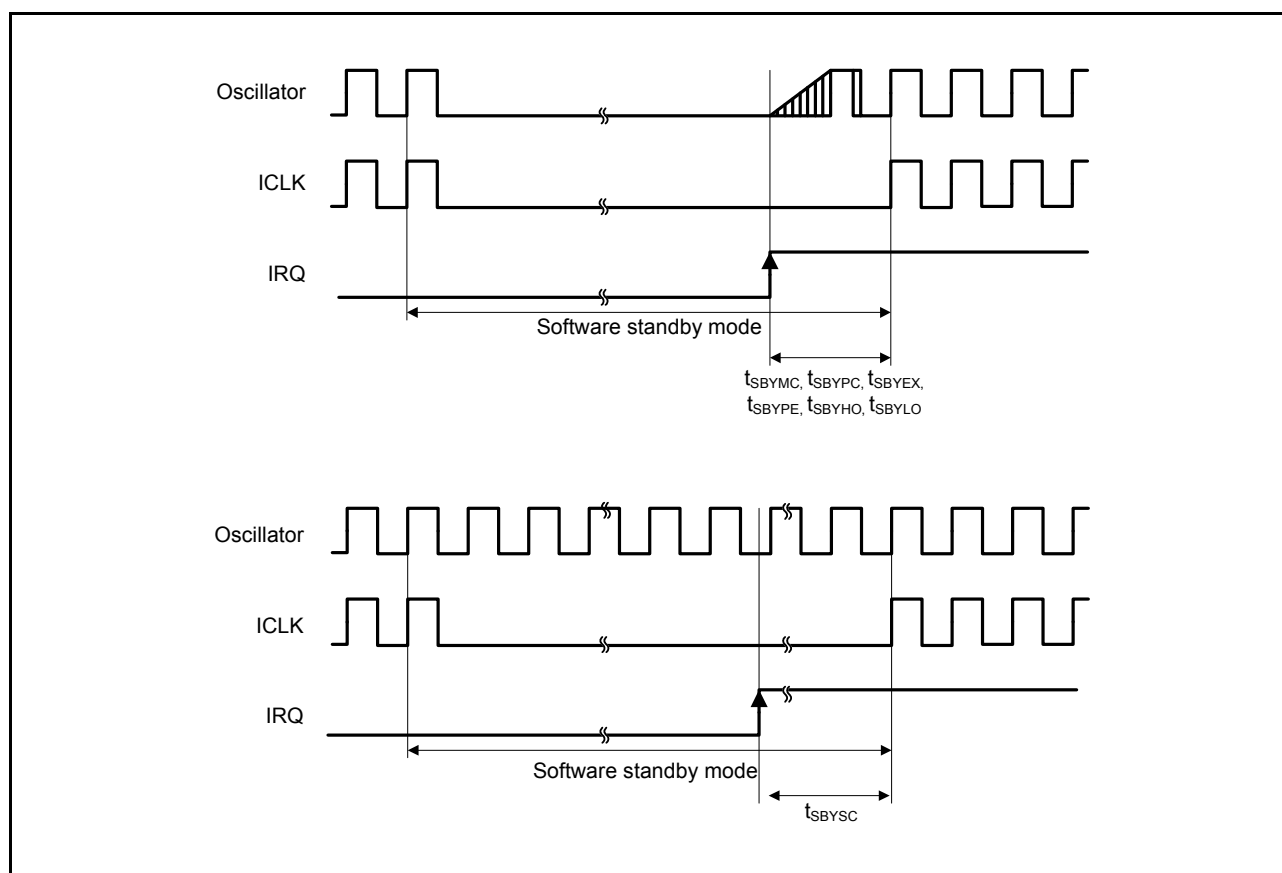 Oscillator
ICLK
IRQ
Software standby mode
tSBYMC, tSBYPC, tSBYEX,
tSBYPE, tSBYHO, tSBYLO
Oscillator
ICLK
IRQ
Software standby mode
tSBYSC